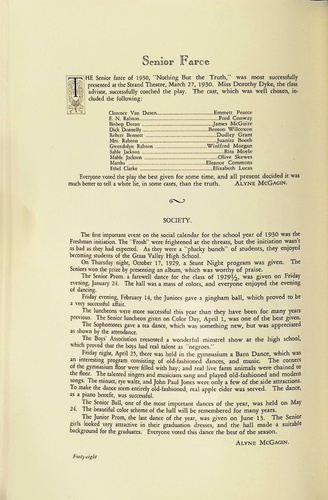 Senior Farce
THE Senior farce of 1930, "Nothing But the Truth," was most successfully
presented at the Strand Theatre, March 27, 1930. Miss Dorothy Dyke, the class
advisor, successfully coached the play. The cast, which was well chosen, in-
cluded the following:
Clarence Van Dusen Emmett Pearce
E. N. Ralston Fred Conway
Bishop Doran James McGuire
Dick Donnelly Benton Wilcoxon
Robert Bennett Dudley Grant
Mrs. Ralston Juanita Booth
Gwendolyn Ralston Winifred Morgan
Sable Jackson Rita Moyle
Mable Jackson Olive Skewes
Martha Eleanor Commons
Ethel Clarke Elizabeth Lucas
Everyone voted the play the best given for some time, and all present decided it was
much better to tell a white lie, in some cases, than the truth. ALYNE MCGAGIN.
SOCIETY.
The first important event on the social calendar for the school year of 1930 was the
Freshman initiation. The "Frosh" were frightened at the threats, but the initiation wasn't
as bad as they had expected. As they were a "plucky bunch" of students, they enjoyed
becoming students of the Grass Valley High School.
On Thursday night, October 17, 1929, a Stunt Night program was given. The
Seniors won the prize by presenting an album, which was worthy of praise.
The Senior Prom, a farewell dance for the class of 1929½, was given on Friday
evening, January 24. The hall was a mass of colors, and everyone enjoyed the evening
of dancing.
Friday evening, February 14, the Juniors gave a gingham ball, which proved to be
a very successful affair.
The luncheons were more successful this year than they have been for many years
previous. The Senior luncheon given on Color Day, April 1, was one of the best given.
The Sophomores gave a tea dance, which was something new, but was appreciated
as shown by the attendance.
The Boys' Association presented a wonderful minstrel show at the high school,
which proved that the boys had real talent as "negroes."
Friday night, April 25, there was held in the gymnasium a Barn Dance, which was
an interesting program consisting of old-fashioned dances, and music. The corners
of the gymnasium floor were filled with hay; and real live farm animals were chained to
the floor. The talented singers and musicians sang and played old-fashioned and modern
songs. The minuet, rye waltz, and John Paul Jones were only a few of the side attractions.
To make the dance seem entirely old-fashioned, real apple cider was served. The dance,
as a piano benefit, was successful.
The Senior Ball, one of the most important dances of the year, was held on May
24. The beautiful color scheme of the hall will be remembered for many years.
The Junior Prom, the last dance of the year, was given on June 13. The Senior
girls looked very attractive in their graduation dresses, and the hall made a suitable
background for the graduates. Everyone voted this dance the best of the season.
ALYNE MCGAGIN.
Forty-eight